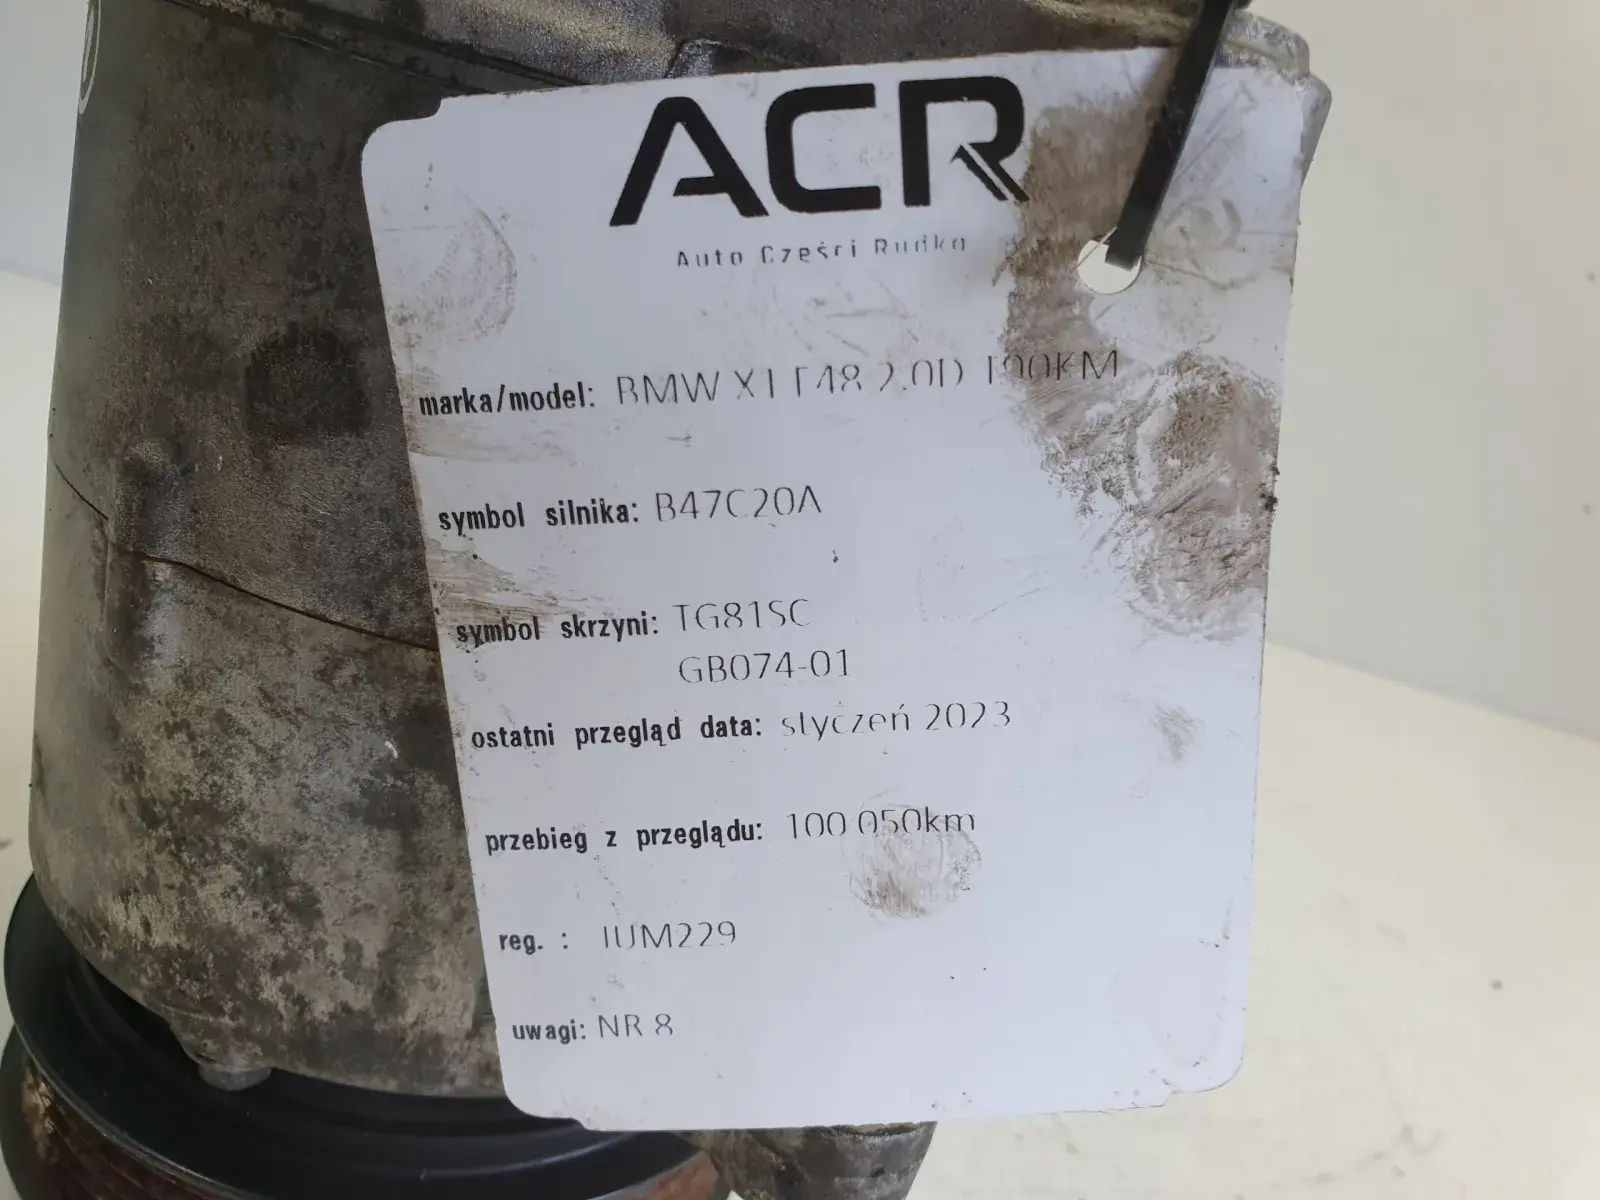 ACR
Auto Części Rudka
marka/model: BMW X1 F48 2.0D 190KM
symbol silnika: B47C20A
symbol skrzyni: TG81SC
GB074-01
ostatni przegląd data: styczeń 2023
przebieg z przeglądu: 100 050km
reg. : IUM229
uwagi: NR 8